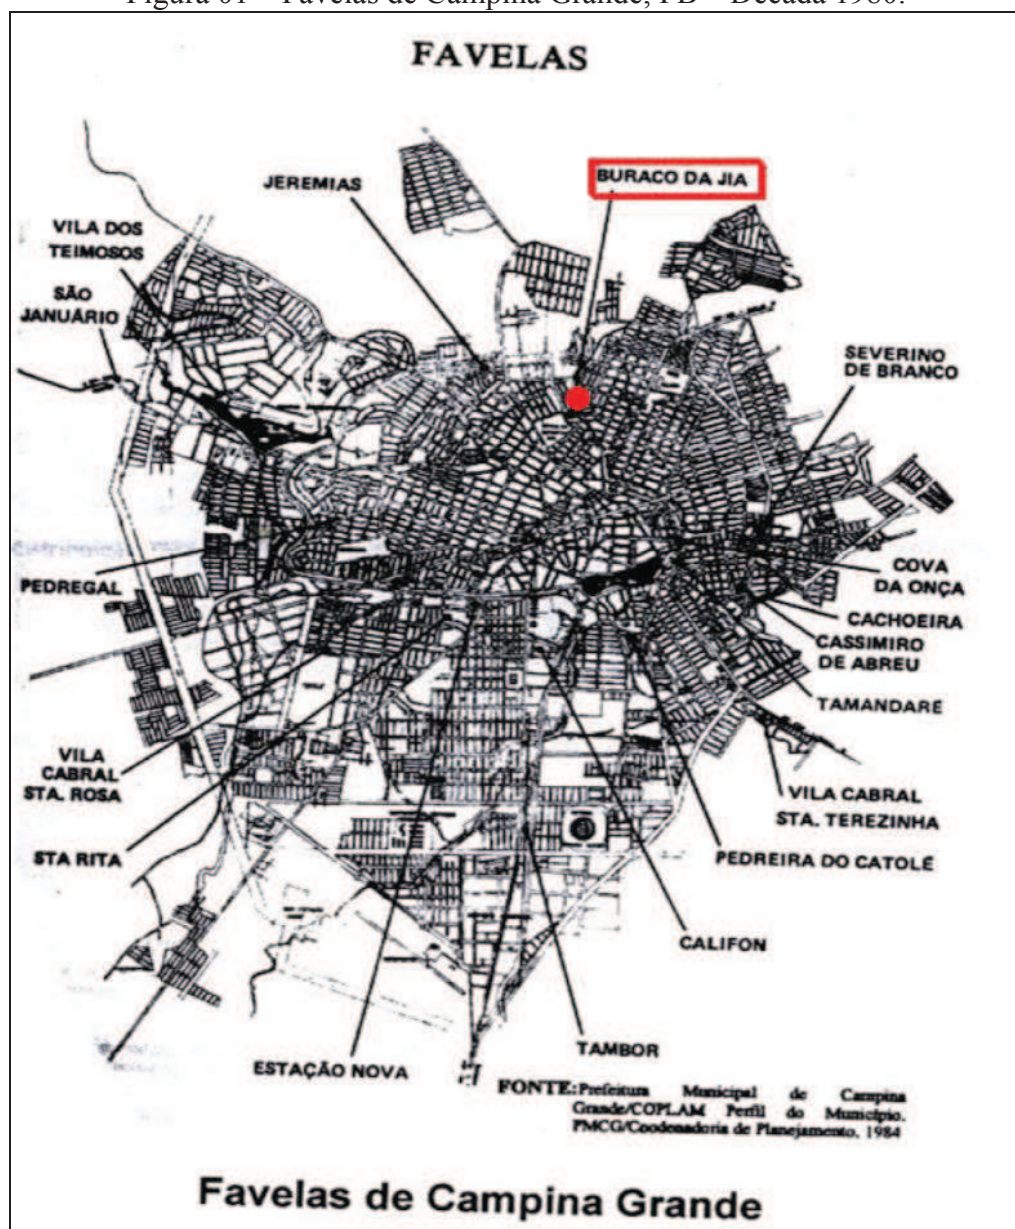 Figura 01 – Favelas de Campina Grande, PB – Década 1980.
FAVELAS
JEREMIAS
BURACO DA JIA
VILA DOS
TEIMOSOS
SÃO
JANUÁRIO
SEVERINO
DE BRANCO
PEDREGAL
COVA
DA ONÇA
CACHOEIRA
CASSIMIRO
DE ABREU
TAMANDARÉ
VILA
CABRAL
STA. ROSA
VILA CABRAL
STA. TEREZINHA
STA RITA
PEDREIRA DO CATOLÉ
CALIFON
TAMBOR
ESTAÇÃO NOVA
FONTE:Prefeitura Municipal de Campina
Grande/COPLAM Perfil do Município.
PMCG/Coodenadoria de Planejamento, 1984
Favelas de Campina Grande